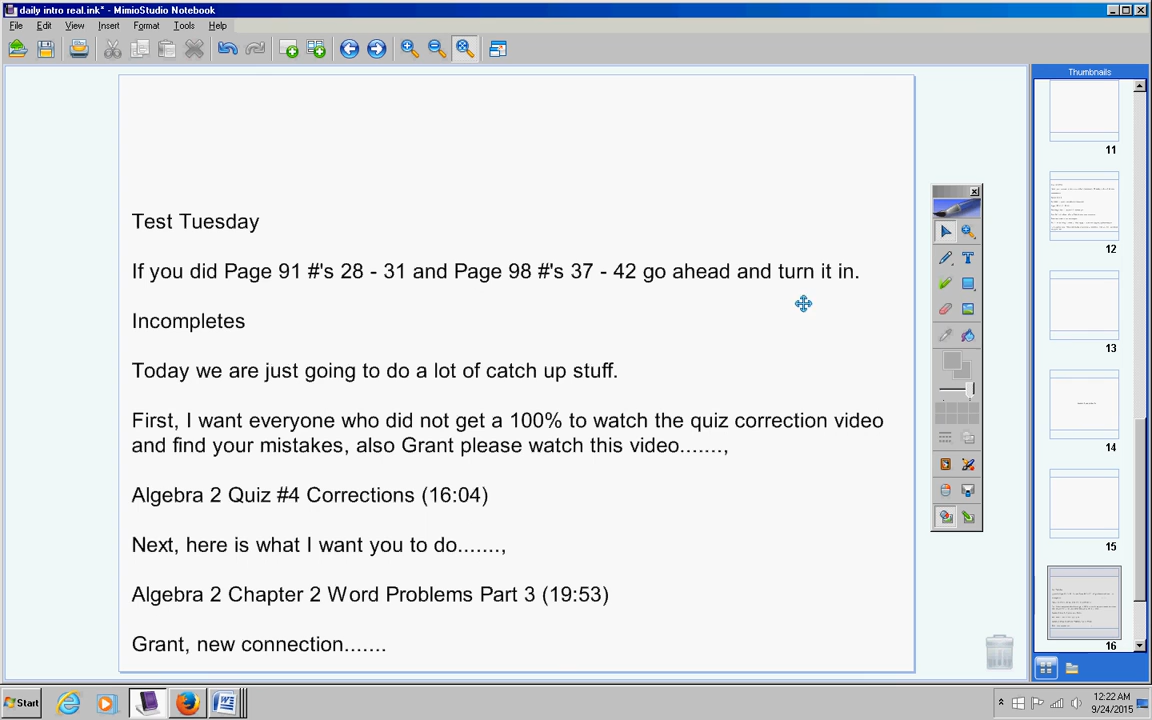 daily intro real.ink* - MimioStudio Notebook
File Edit View Insert Format Tools Help
Test Tuesday
If you did Page 91 #'s 28 - 31 and Page 98 #'s 37 - 42 go ahead and turn it in.
Incompletes
Today we are just going to do a lot of catch up stuff.
First, I want everyone who did not get a 100% to watch the quiz correction video
and find your mistakes, also Grant please watch this video.......,
Algebra 2 Quiz #4 Corrections (16:04)
Next, here is what I want you to do.......,
Algebra 2 Chapter 2 Word Problems Part 3 (19:53)
Grant, new connection.......
Thumbnails
11
12
13
14
15
16
Start
12:22 AM
9/24/2015